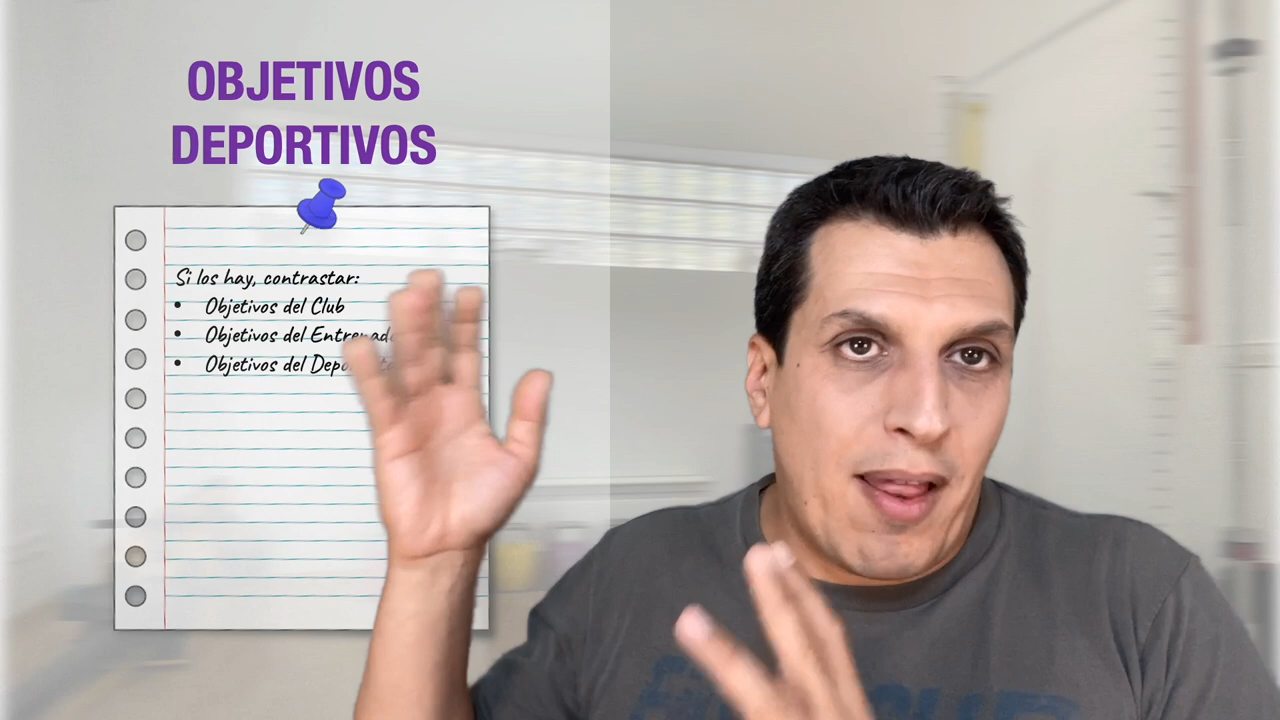 OBJETIVOS
DEPORTIVOS
Si los hay, contrastar:
• Objetivos del Club
• Objetivos del
• Objetivos del